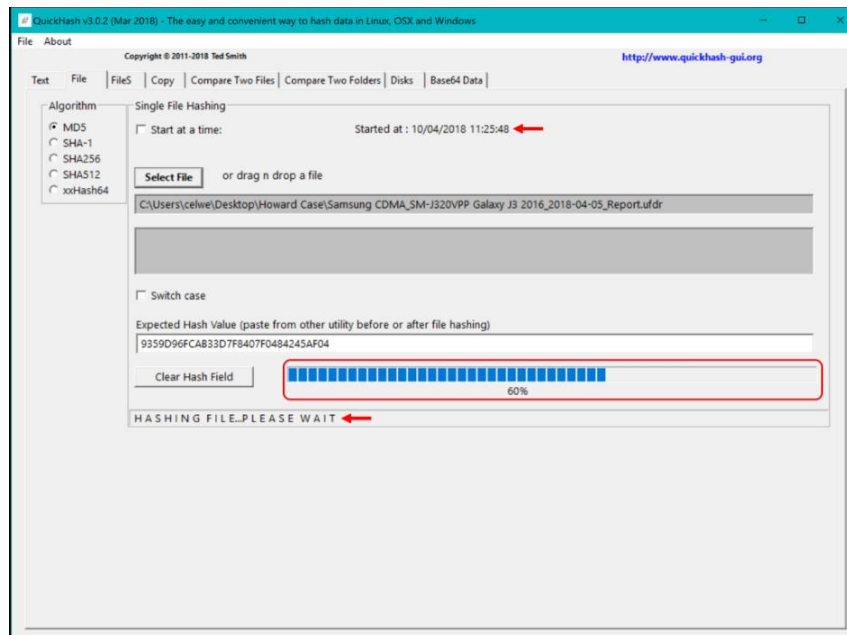 QuickHash v3.0.2 (Mar 2018) - The easy and convenient way to hash data in Linux, OSX and Windows
File About
Copyright © 2011-2018 Ted Smith http://www.quickhash-gui.org
Text File FileS Copy Compare Two Files Compare Two Folders Disks Base64 Data
Algorithm
MD5
SHA-1
SHA256
SHA512
xxHash64
Single File Hashing
Start at a time: Started at : 10/04/2018 11:25:48
Select File or drag n drop a file
C:\Users\celwe\Desktop\Howard Case\Samsung CDMA_SM-J320VPP Galaxy J3 2016_2018-04-05_Report.ufdr
Switch case
Expected Hash Value (paste from other utility before or after file hashing)
9359D96FCAB33D7F8407F0484245AF04
Clear Hash Field
60%
HASHING FILE...PLEASE WAIT